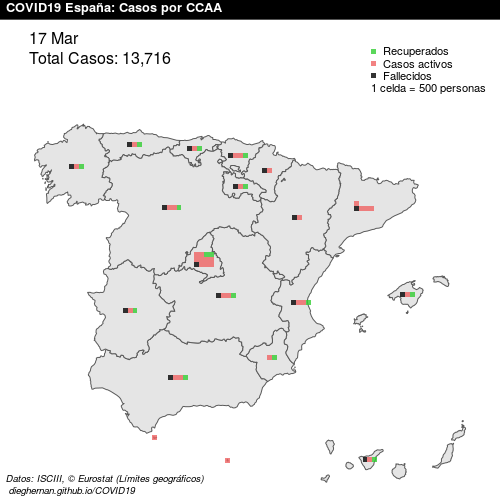 COVID19 España: Casos por CCAA
17 Mar
Total Casos: 13,716
Recuperados
Casos activos
Fallecidos
1 celda = 500 personas
Datos: ISCIII, © Eurostat (Límites geográficos)
dieghernan.github.io/COVID19